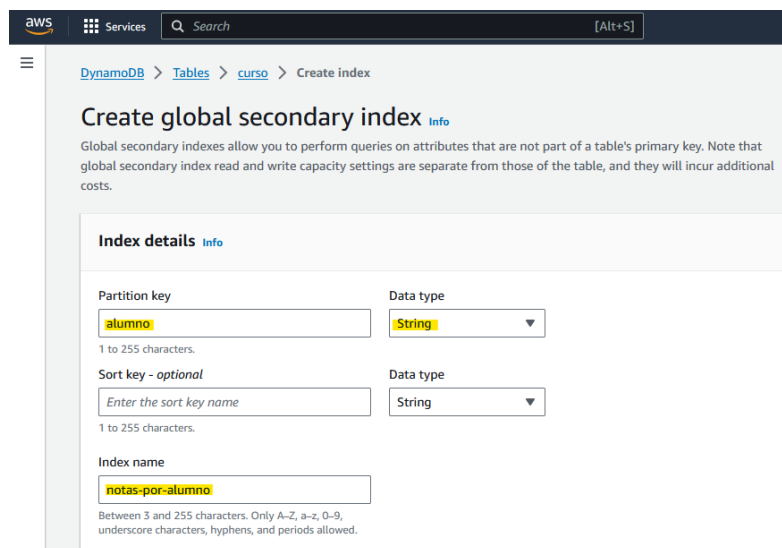 aws
Services
Search
[Alt+S]
DynamoDB > Tables > curso > Create index
Create global secondary index Info
Global secondary indexes allow you to perform queries on attributes that are not part of a table's primary key. Note that
global secondary index read and write capacity settings are separate from those of the table, and they will incur additional
costs.
Index details Info
Partition key
Data type
alumno
String
1 to 255 characters.
Sort key - optional
Data type
Enter the sort key name
String
1 to 255 characters.
Index name
notas-por-alumno
Between 3 and 255 characters. Only A–Z, a–z, 0–9,
underscore characters, hyphens, and periods allowed.